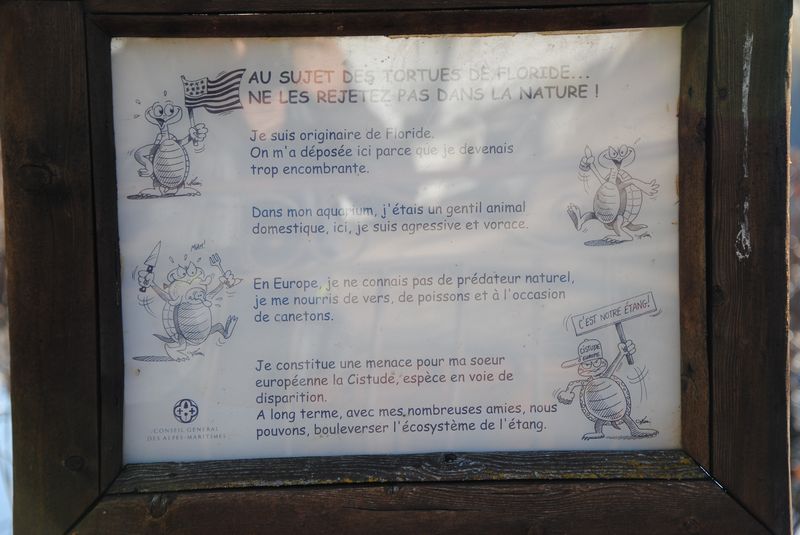 AU SUJET DES TORTUES DE FLORIDE...
NE LES REJETEZ PAS DANS LA NATURE !
Je suis originaire de Floride.
On m'a déposée ici parce que je devenais
trop encombrante.
Dans mon aquarium, j'étais un gentil animal
domestique, ici, je suis agressive et vorace.
Miam!
En Europe, je ne connais pas de prédateur naturel,
je me nourris de vers, de poissons et à l'occasion
de canetons.
C'EST NOTRE ÉTANG!
CISTUDE
D'EUROPE
Je constitue une menace pour ma soeur
européenne la Cistude, espèce en voie de
disparition.
A long terme, avec mes nombreuses amies, nous
pouvons, bouleverser l'écosystème de l'étang.
CONSEIL GENERAL
DES ALPES-MARITIMES